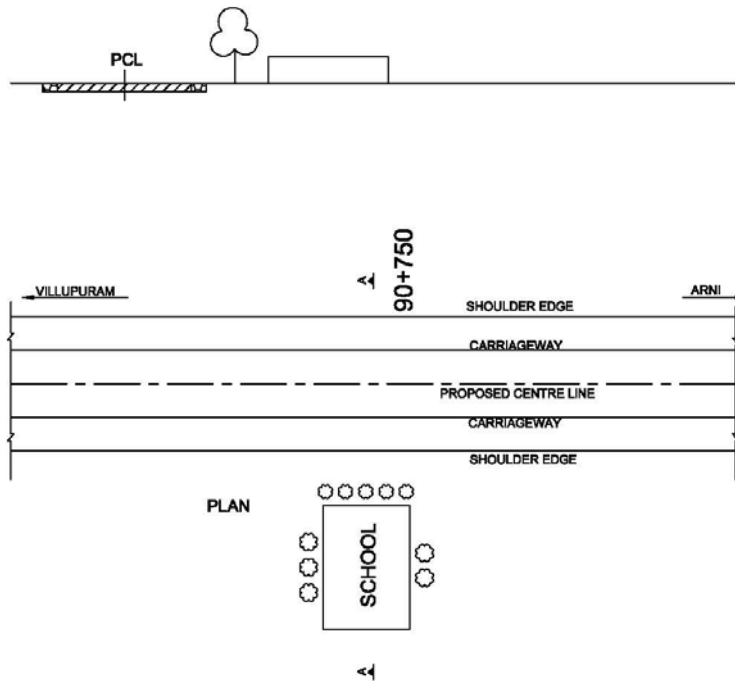 PCL
A
90+750
VILLUPURAM
ARNI
SHOULDER EDGE
CARRIAGEWAY
PROPOSED CENTRE LINE
CARRIAGEWAY
SHOULDER EDGE
PLAN
SCHOOL
A